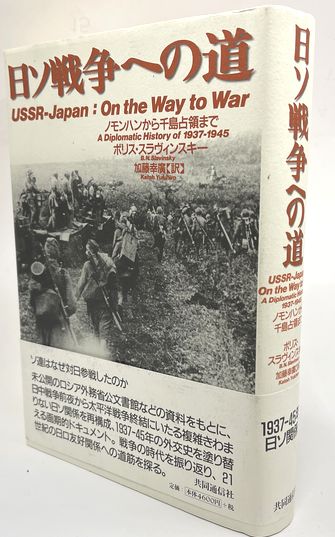 日ソ戦争への道
USSR-Japan : On the Way to War
ノモンハンから千島占領まで
A Diplomatic History of 1937-1945
ボリス・スラヴィンスキー
B.N. Slavinsky
加藤幸廣【訳】
Katoh Yukihiro
ソ連はなぜ対日参戦したのか
未公開のロシア外務省公文書館などの資料をもとに、
日中戦争前夜から太平洋戦争終結にいたる複雑きわま
りない日ソ関係を再構成、1937-45年の外交史を塗り替
える画期的ドキュメント。戦争の時代を振り返り、21
世紀の日ロ友好関係への道筋を探る。
共同通信社
定価 本体4600円 +税
日ソ戦争への道
USSR-Japan
On the Way to War
A Diplomatic History
1937-1945
ノモンハンから
千島占領まで
ボリス
スラヴィンス
B.N. Slavinsky
加藤幸廣
Katoh Yukihiro
1937-45
日ソ関係
共同通信